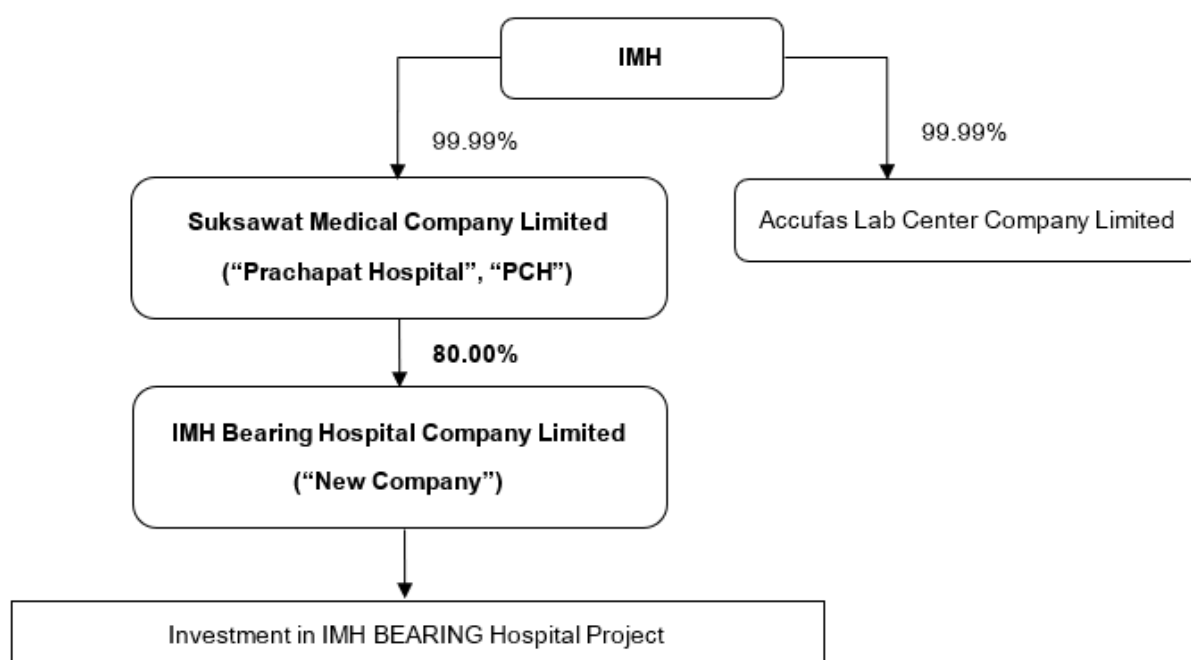 IMH
99.99%
99.99%
Suksawat Medical Company Limited
(“Prachapat Hospital”, “PCH”)
Accufas Lab Center Company Limited
80.00%
IMH Bearing Hospital Company Limited
(“New Company”)
Investment in IMH BEARING Hospital Project